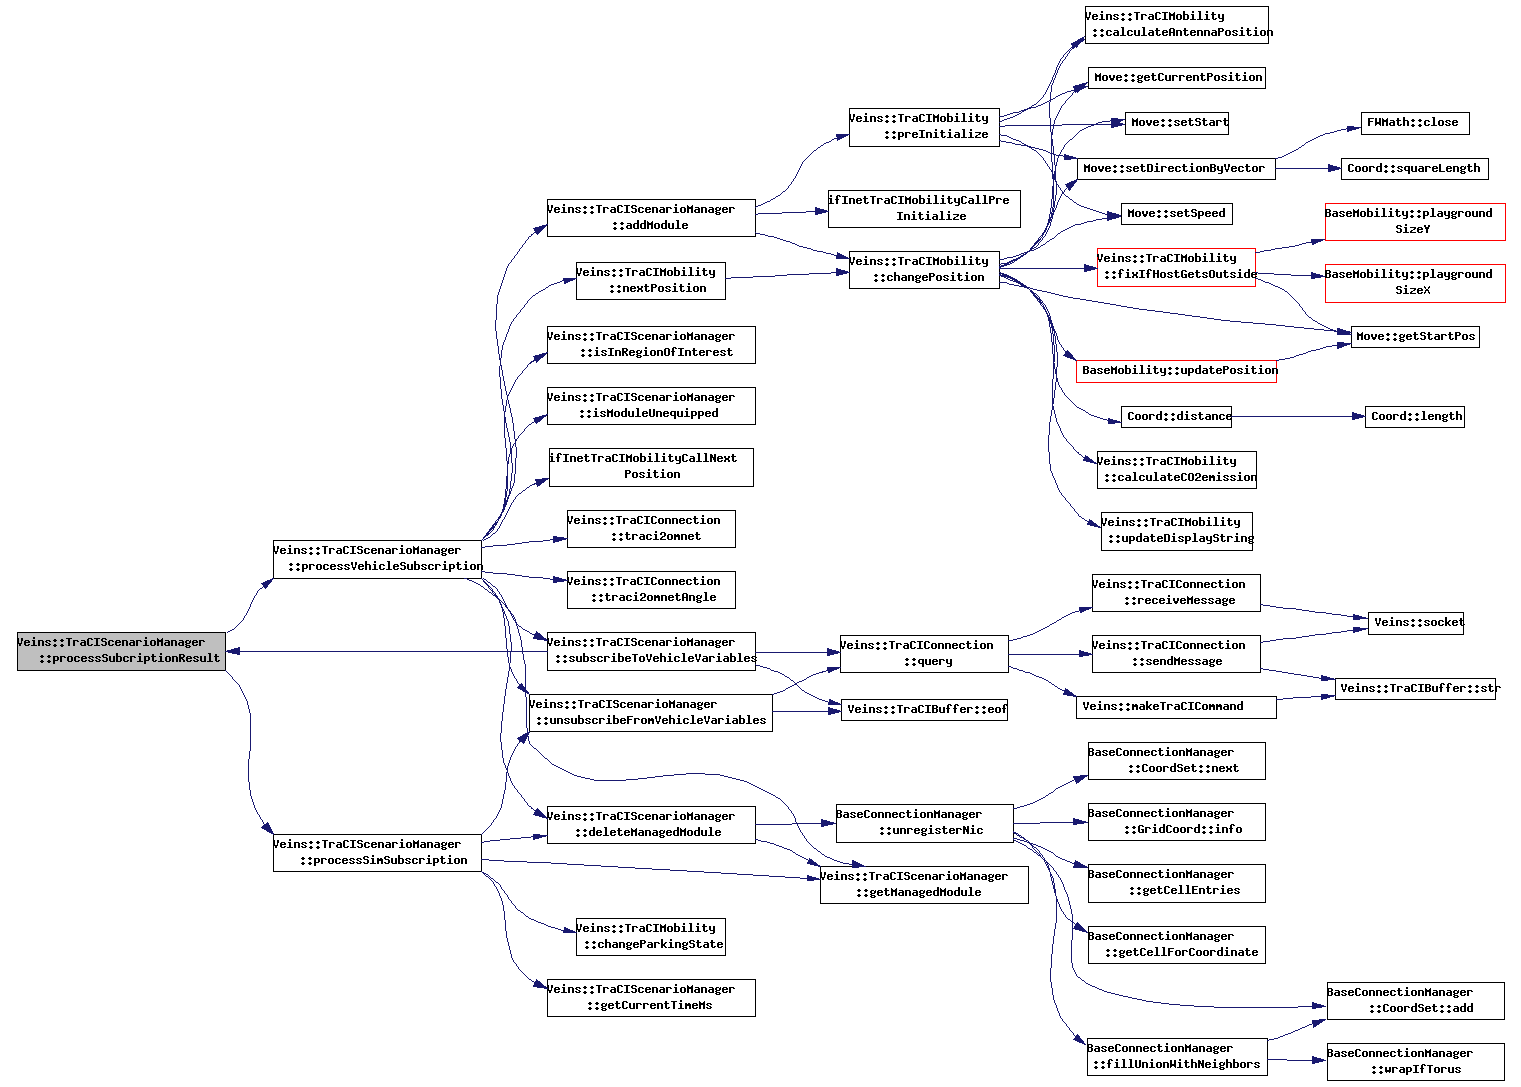 Veins::TraCIScenarioManager
::processSubcriptionResult
Veins::TraCIScenarioManager
::processVehicleSubscription
Veins::TraCIScenarioManager
::processSimSubscription
Veins::TraCIScenarioManager
::addModule
Veins::TraCIMobility
::nextPosition
Veins::TraCIScenarioManager
::isInRegionOfInterest
Veins::TraCIScenarioManager
::isModuleUnequipped
ifInetTraCIMobilityCallNext
Position
Veins::TraCIConnection
::traci2omnet
Veins::TraCIConnection
::traci2omnetAngle
Veins::TraCIScenarioManager
::subscribeToVehicleVariables
Veins::TraCIScenarioManager
::unsubscribeFromVehicleVariables
Veins::TraCIScenarioManager
::deleteManagedModule
Veins::TraCIMobility
::changeParkingState
Veins::TraCIScenarioManager
::getCurrentTimeMs
Veins::TraCIMobility
::preInitialize
ifInetTraCIMobilityCallPre
Initialize
Veins::TraCIMobility
::changePosition
Veins::TraCIConnection
::query
Veins::TraCIBuffer::eof
BaseConnectionManager
::unregisterNic
Veins::TraCIScenarioManager
::getManagedModule
Veins::TraCIMobility
::calculateAntennaPosition
Move::getCurrentPosition
Move::setStart
Move::setDirectionByVector
Move::setSpeed
Veins::TraCIMobility
::fixIfHostGetsOutside
BaseMobility::updatePosition
Coord::distance
Veins::TraCIMobility
::calculateCO2emission
Veins::TraCIMobility
::updateDisplayString
Veins::TraCIConnection
::receiveMessage
Veins::TraCIConnection
::sendMessage
Veins::makeTraCICommand
BaseConnectionManager
::CoordSet::next
BaseConnectionManager
::GridCoord::info
BaseConnectionManager
::getCellEntries
BaseConnectionManager
::getCellForCoordinate
BaseConnectionManager
::fillUnionWithNeighbors
FWMath::close
Coord::squareLength
BaseMobility::playground
SizeY
BaseMobility::playground
SizeX
Move::getStartPos
Coord::length
Veins::socket
Veins::TraCIBuffer::str
BaseConnectionManager
::CoordSet::add
BaseConnectionManager
::wrapIfTorus